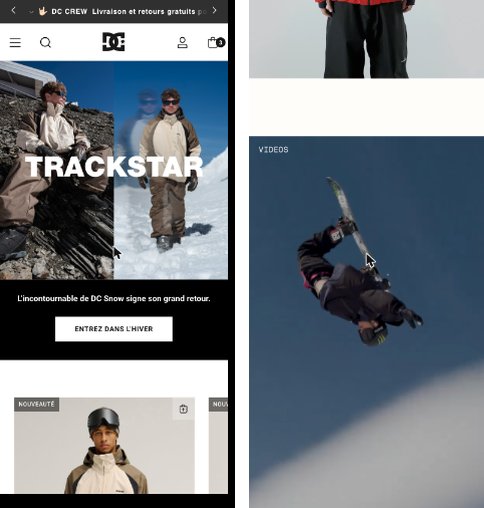 DC CREW Livraison et retours gratuits
DC
3
TRACKSTAR
L'incontournable de DC Snow signe son grand retour.
ENTREZ DANS L'HIVER
NOUVEAUTÉ
VIDEOS